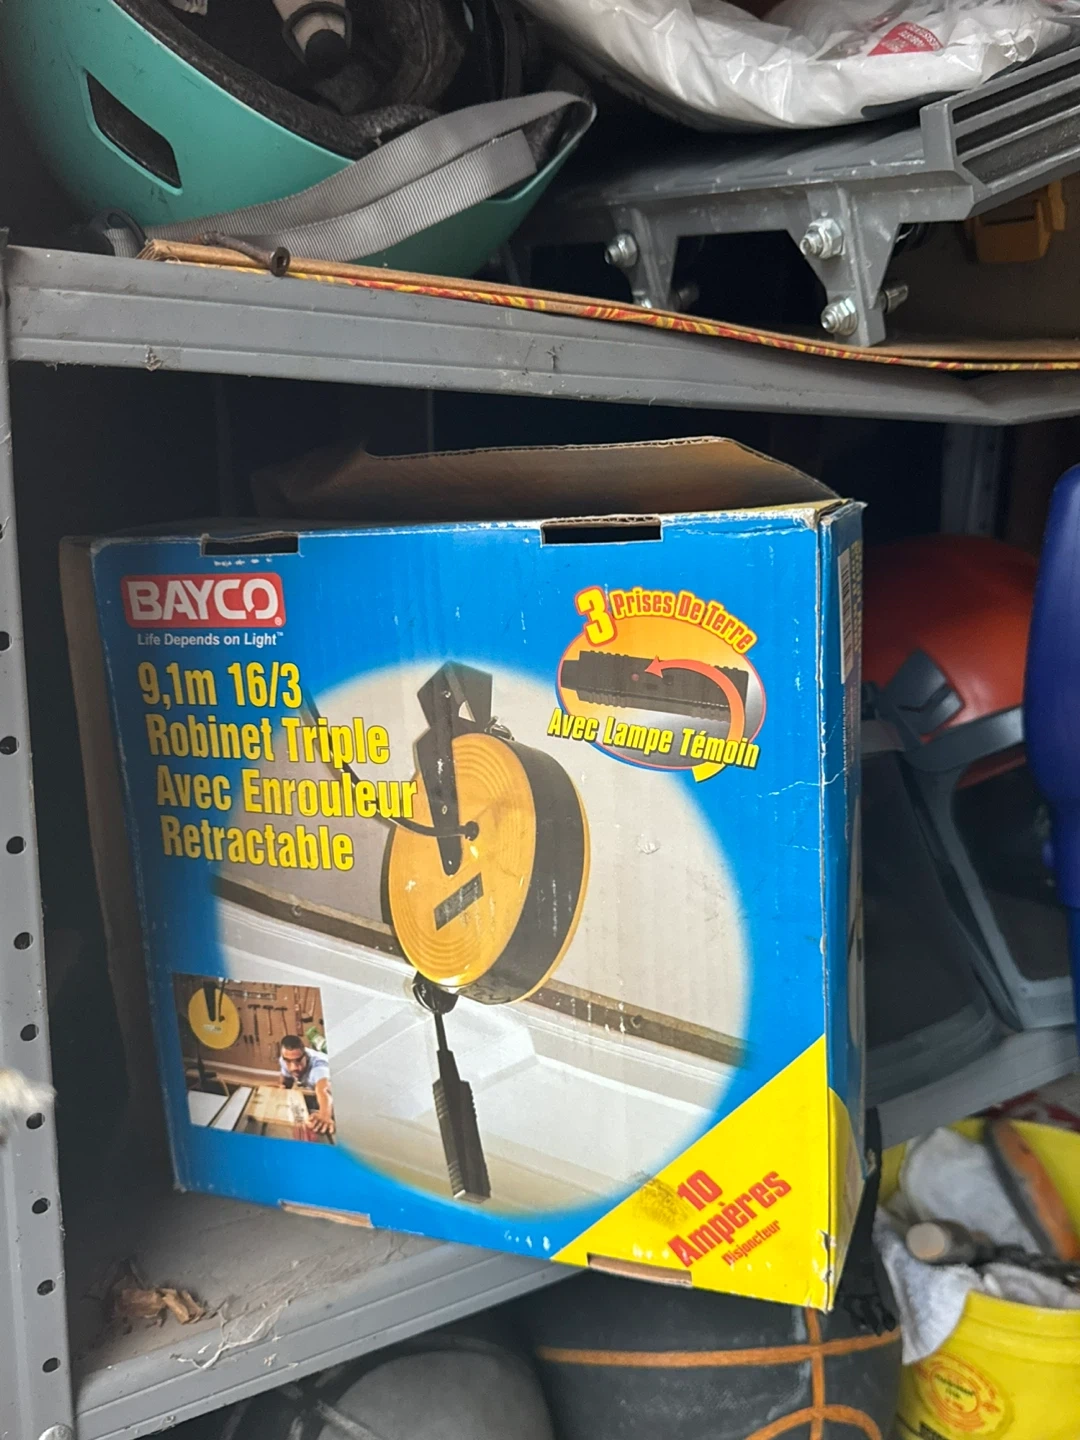 BAYCO®
Life Depends on Light™
9,1m 16/3
Robinet Triple
Avec Enrouleur
Retractable
3 Prises De Terre
Avec Lampe Témoin
10
Ampères
Disjoncteur